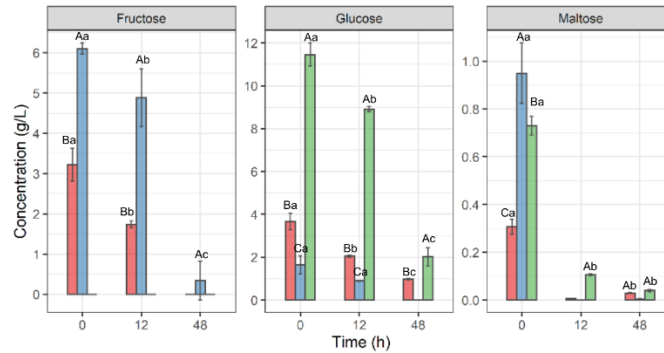 Fructose
Glucose
Maltose
Concentration (g/L)
6
5
4
3
2
1
0
Aa
Ba
Ab
Bb
Ac
0
12
48
12
10
8
6
4
2
0
Aa
Ba
Ca
Ab
Bb
Ca
Ac
Bc
0
12
48
1.0
0.8
0.6
0.4
0.2
0.0
Aa
Ba
Ca
Ab
Ab
Ab
0
12
48
Time (h)